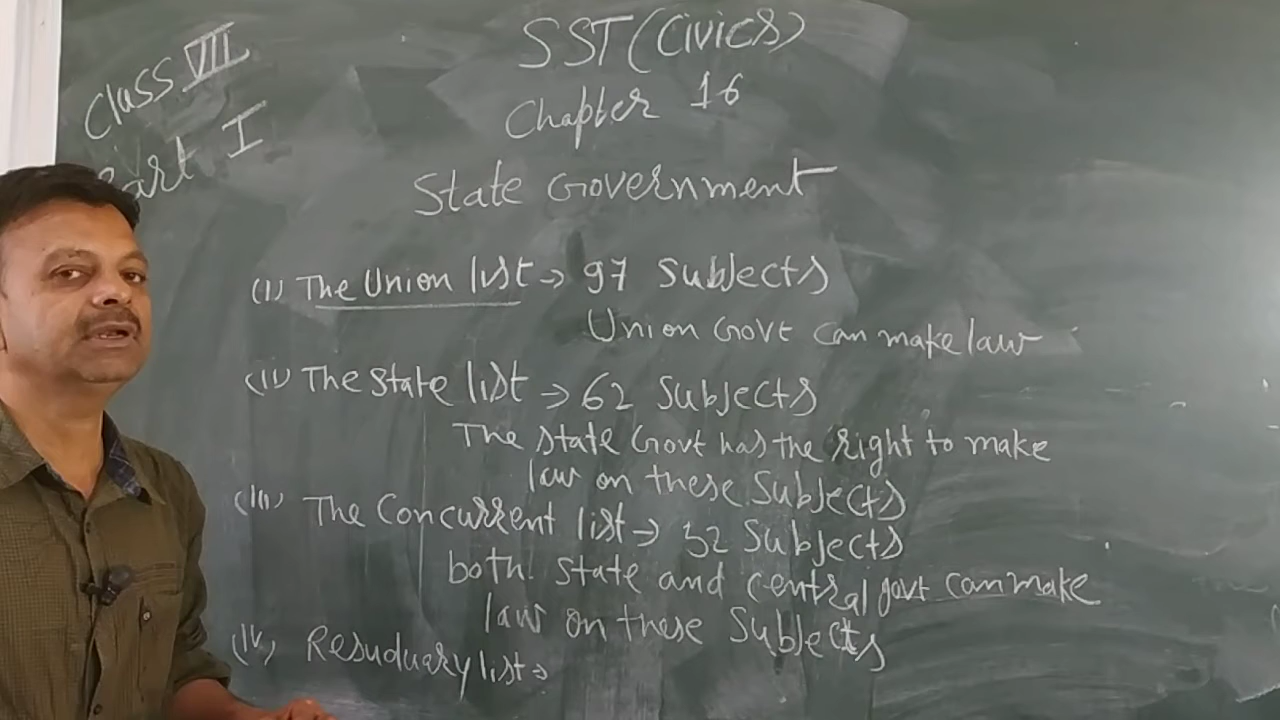 Class VII
Part I
SST (Civics)
Chapter 16
State Government
(I) The Union list → 97 Subjects
Union Govt can make law
(II) The State list → 62 Subjects
The State Govt has the right to make
law on these Subjects
(III) The Concurrent list → 52 Subjects
both State and central govt can make
law on these Subjects
(IV) Resuduary list →